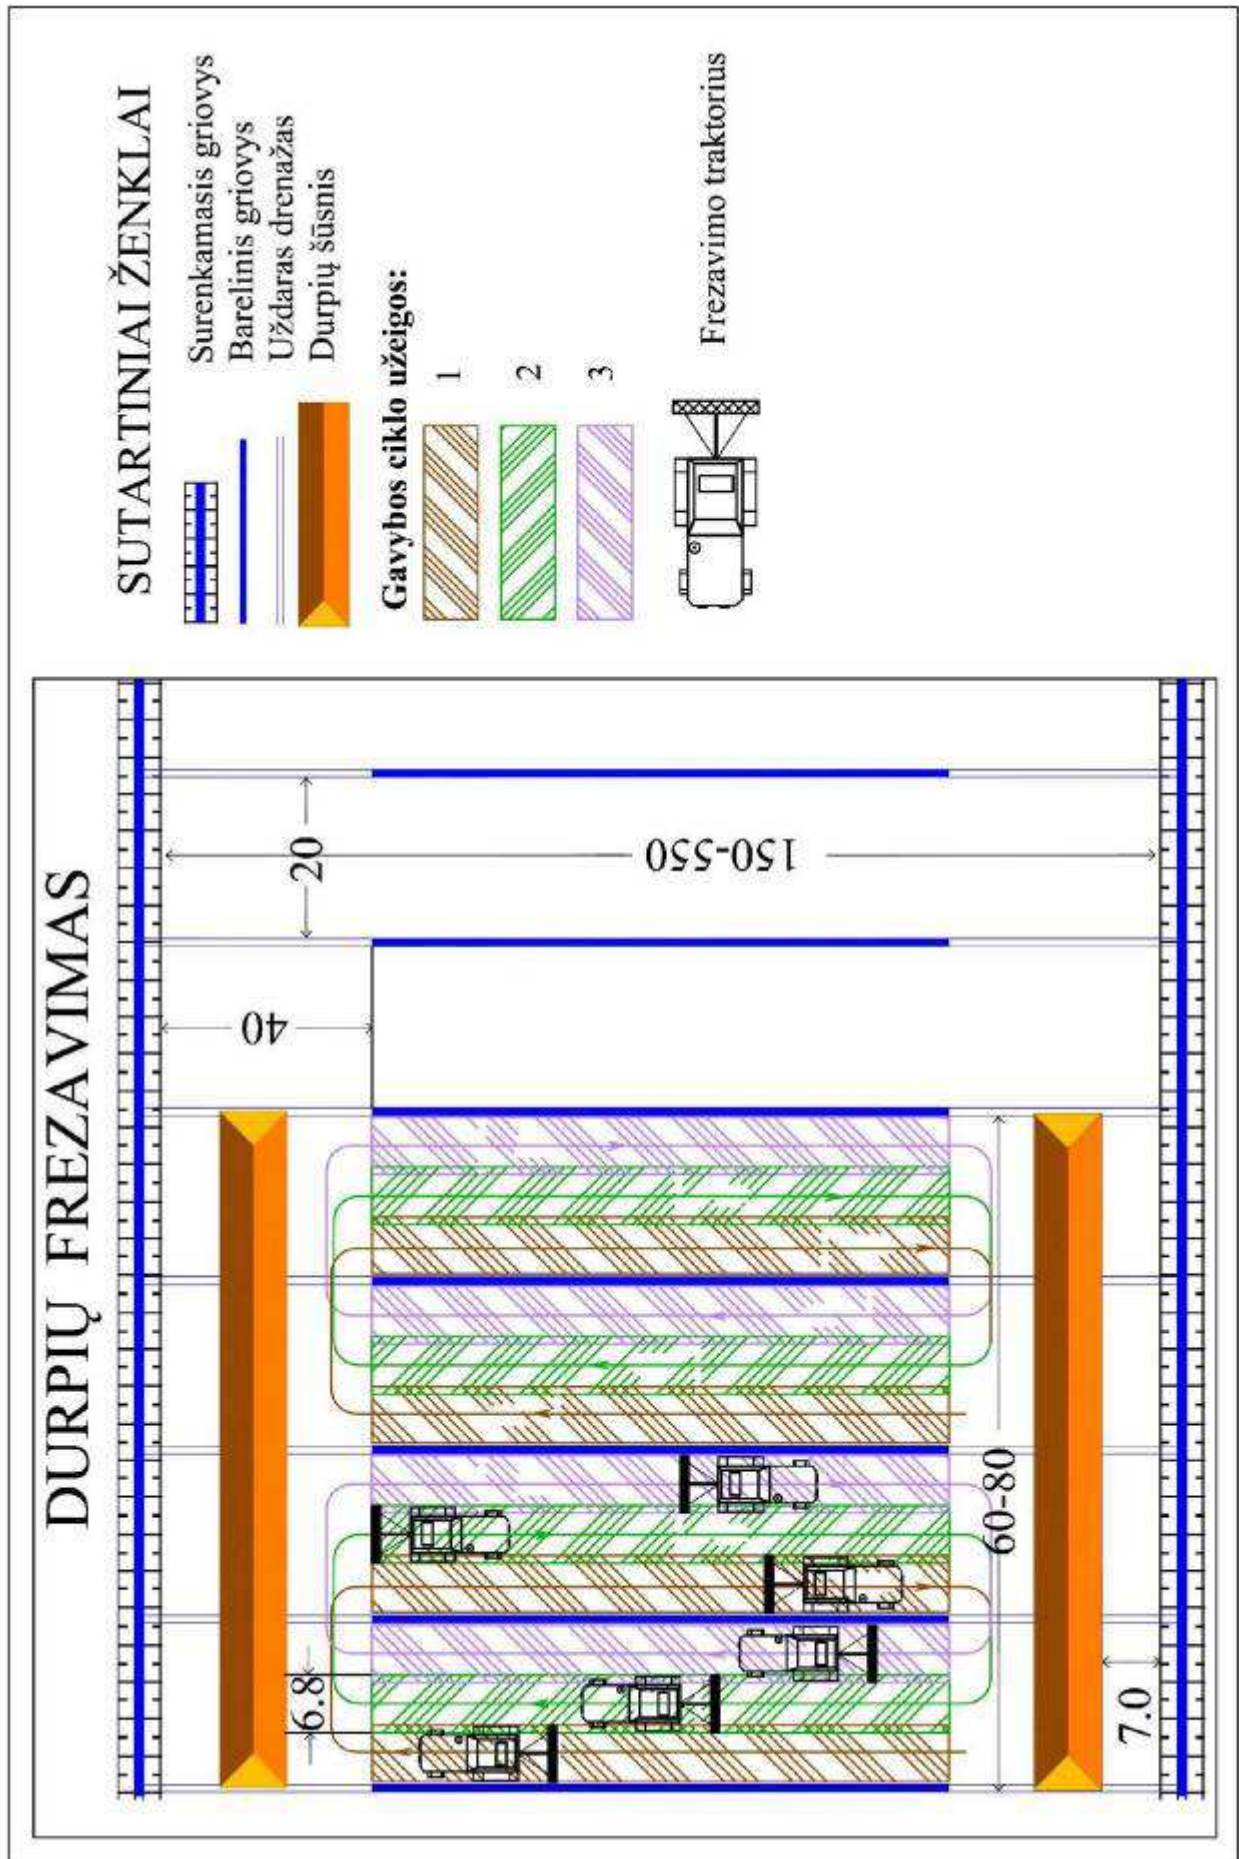 DURPIŲ FREZAVIMAS
6.8
40
20
150-550
60-80
7.0
SUTARTINIAI ŽENKLAI
Surenkamasis griovys
Barelinis griovys
Uždaras drenažas
Durpių šūsnis
Gavybos ciklo užeigos:
1
2
3
Frezavimo traktorius